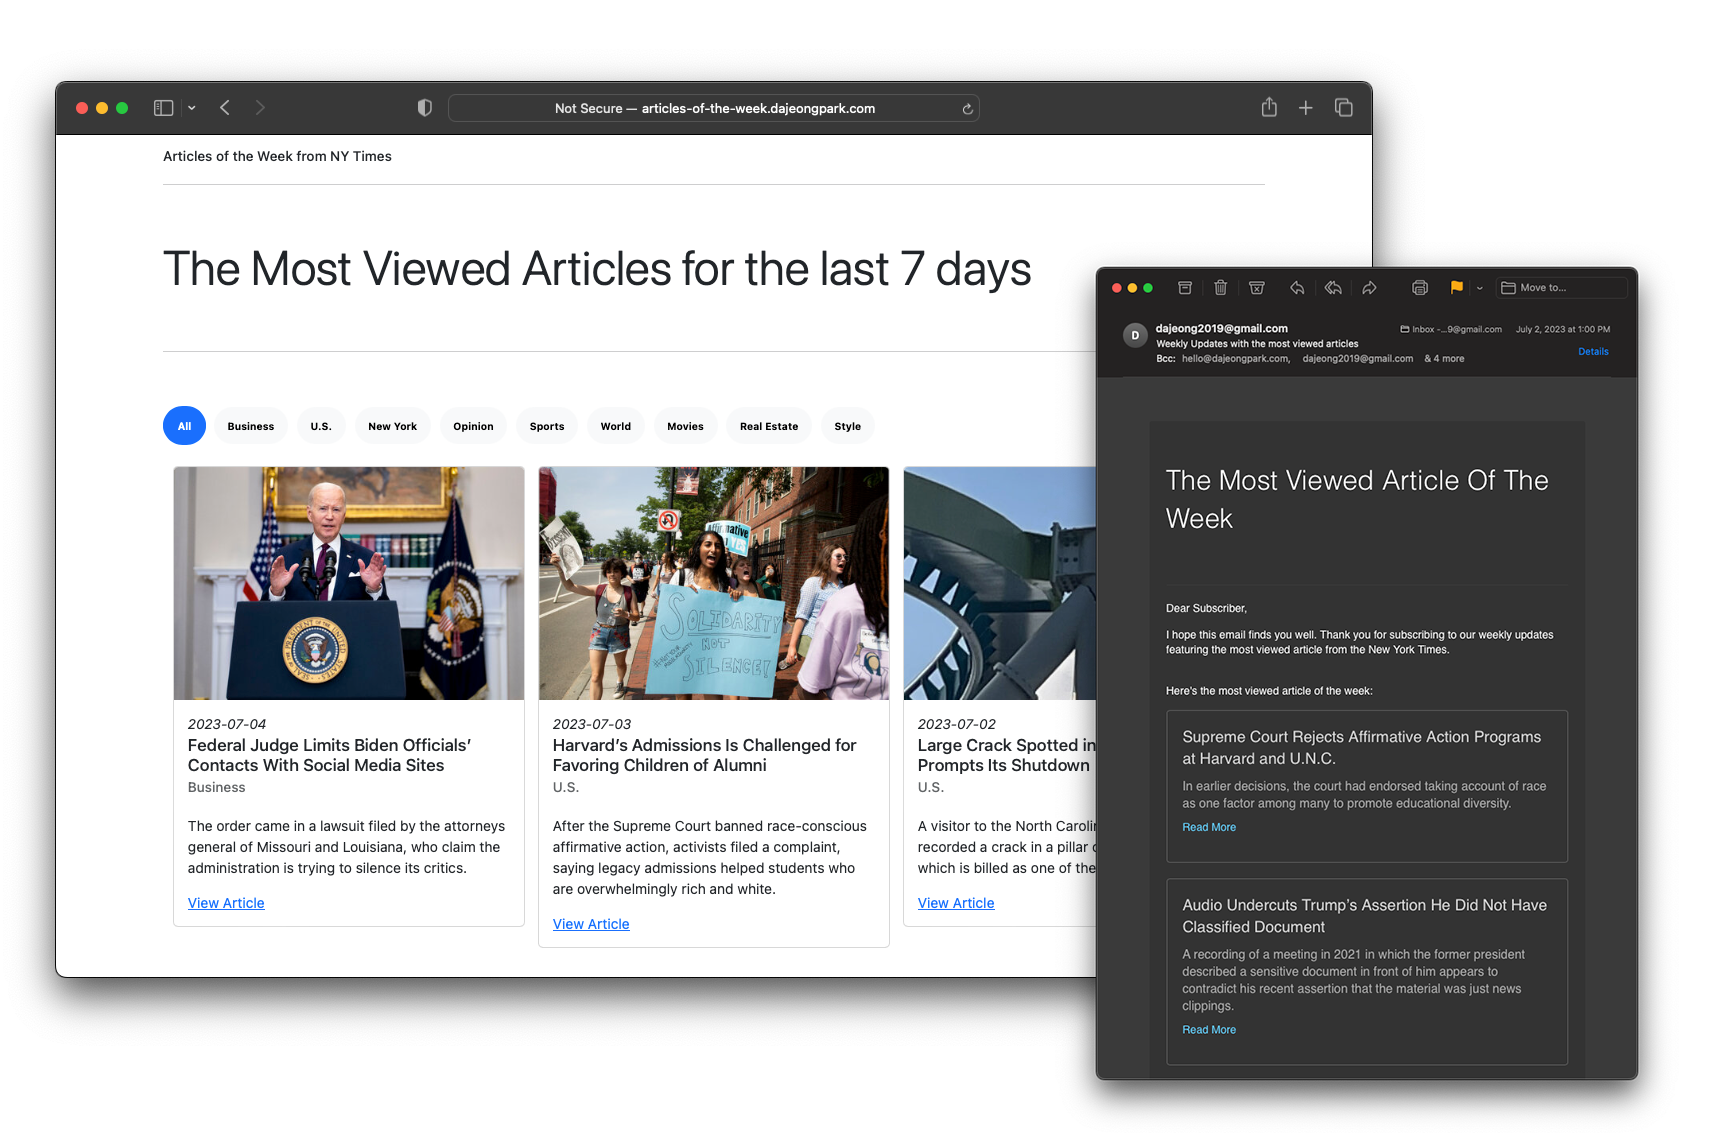 Not Secure — articles-of-the-week.dajeongpark.com
Articles of the Week from NY Times
The Most Viewed Articles for the last 7 days
All
Business
U.S.
New York
Opinion
Sports
World
Movies
Real Estate
Style
Affirmative
YES
SOLIDARITY
NOT
SILENCE!
2023-07-04
Federal Judge Limits Biden Officials’
Contacts With Social Media Sites
Business
The order came in a lawsuit filed by the attorneys
general of Missouri and Louisiana, who claim the
administration is trying to silence its critics.
View Article
2023-07-03
Harvard’s Admissions Is Challenged for
Favoring Children of Alumni
U.S.
After the Supreme Court banned race-conscious
affirmative action, activists filed a complaint,
saying legacy admissions helped students who
are overwhelmingly rich and white.
View Article
2023-07-02
Large Crack Spotted in
Prompts Its Shutdown
U.S.
A visitor to the North Carolin
recorded a crack in a pillar
which is billed as one of the
View Article
Move to...
D
dajeong2019@gmail.com
Inbox -...9@gmail.com
July 2, 2023 at 1:00 PM
Weekly Updates with the most viewed articles
Details
Bcc: hello@dajeongpark.com, dajeong2019@gmail.com & 4 more
The Most Viewed Article Of The
Week
Dear Subscriber,
I hope this email finds you well. Thank you for subscribing to our weekly updates
featuring the most viewed article from the New York Times.
Here's the most viewed article of the week:
Supreme Court Rejects Affirmative Action Programs
at Harvard and U.N.C.
In earlier decisions, the court had endorsed taking account of race
as one factor among many to promote educational diversity.
Read More
Audio Undercuts Trump’s Assertion He Did Not Have
Classified Document
A recording of a meeting in 2021 in which the former president
described a sensitive document in front of him appears to
contradict his recent assertion that the material was just news
clippings.
Read More